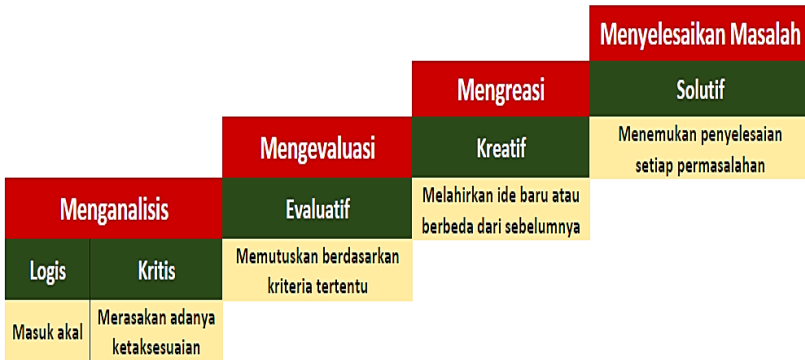 Menyelesaikan Masalah
Solutif
Menemukan penyelesaian
setiap permasalahan
Mengreasi
Kreatif
Melahirkan ide baru atau
berbeda dari sebelumnya
Mengevaluasi
Evaluatif
Memutuskan berdasarkan
kriteria tertentu
Menganalisis
Logis
Kritis
Masuk akal
Merasakan adanya
ketaksesuaian